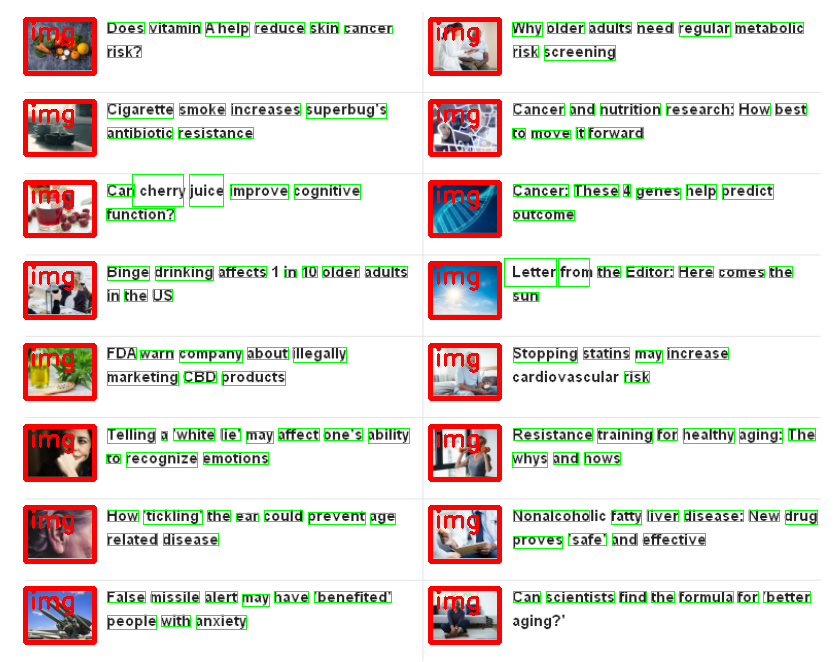 img
Does vitamin A help reduce skin cancer
risk?
img
Cigarette smoke increases superbug's
antibiotic resistance
img
Can cherry juice improve cognitive
function?
img
Binge drinking affects 1 in 10 older adults
in the US
img
FDA warn company about illegally
marketing CBD products
img
Telling a 'white lie' may affect one's ability
to recognize emotions
img
How 'tickling' the ear could prevent age
related disease
img
False missile alert may have 'benefited'
people with anxiety
img
Why older adults need regular metabolic
risk screening
img
Cancer and nutrition research: How best
to move it forward
img
Cancer: These 4 genes help predict
outcome
img
Letter from the Editor: Here comes the
sun
img
Stopping statins may increase
cardiovascular risk
img
Resistance training for healthy aging: The
whys and hows
img
Nonalcoholic fatty liver disease: New drug
proves 'safe' and effective
img
Can scientists find the formula for 'better
aging?'